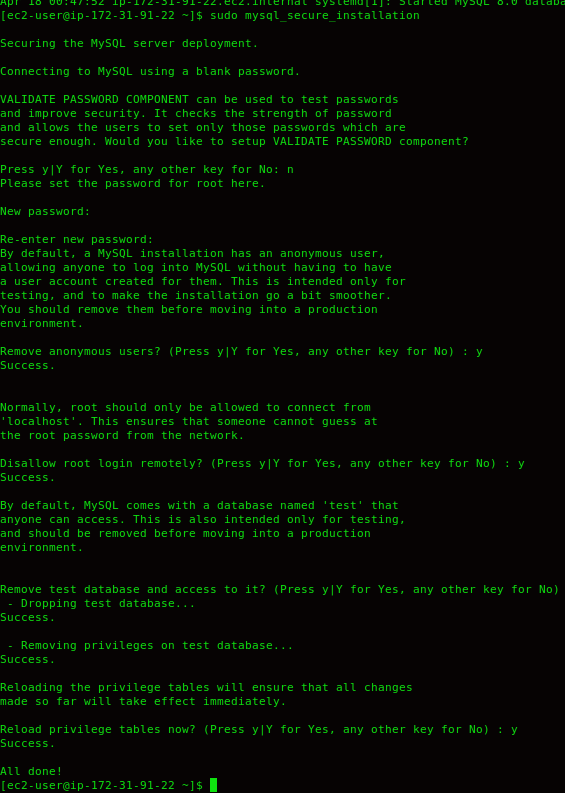 Apr 18 00:47:52 ip-172-31-91-22.ec2.internal systemd[1]: Started MySQL 8.0 databa
[ec2-user@ip-172-31-91-22 ~]$ sudo mysql_secure_installation
Securing the MySQL server deployment.
Connecting to MySQL using a blank password.
VALIDATE PASSWORD COMPONENT can be used to test passwords
and improve security. It checks the strength of password
and allows the users to set only those passwords which are
secure enough. Would you like to setup VALIDATE PASSWORD component?
Press y|Y for Yes, any other key for No: n
Please set the password for root here.
New password:
Re-enter new password:
By default, a MySQL installation has an anonymous user,
allowing anyone to log into MySQL without having to have
a user account created for them. This is intended only for
testing, and to make the installation go a bit smoother.
You should remove them before moving into a production
environment.
Remove anonymous users? (Press y|Y for Yes, any other key for No) : y
Success.
Normally, root should only be allowed to connect from
'localhost'. This ensures that someone cannot guess at
the root password from the network.
Disallow root login remotely? (Press y|Y for Yes, any other key for No) : y
Success.
By default, MySQL comes with a database named 'test' that
anyone can access. This is also intended only for testing,
and should be removed before moving into a production
environment.
Remove test database and access to it? (Press y|Y for Yes, any other key for No)
 - Dropping test database...
Success.
 - Removing privileges on test database...
Success.
Reloading the privilege tables will ensure that all changes
made so far will take effect immediately.
Reload privilege tables now? (Press y|Y for Yes, any other key for No) : y
Success.
All done!
[ec2-user@ip-172-31-91-22 ~]$